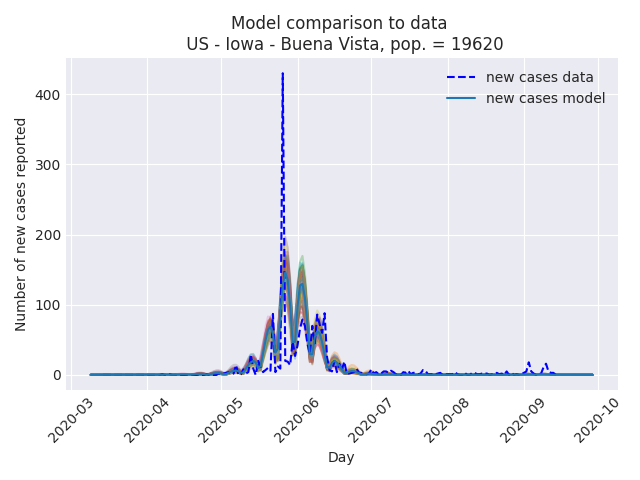 Model comparison to data
US - Iowa - Buena Vista, pop. = 19620
new cases data
new cases model
Number of new cases reported
400
300
200
100
0
2020-03
2020-04
2020-05
2020-06
2020-07
2020-08
2020-09
2020-10
Day